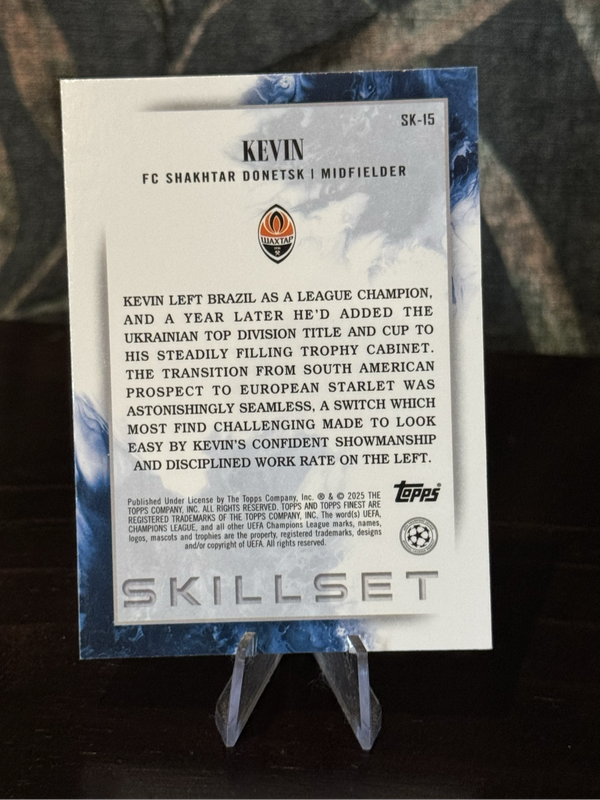 SK-15
KEVIN
FC SHAKHTAR DONETSK | MIDFIELDER
ШАХТАР
KEVIN LEFT BRAZIL AS A LEAGUE CHAMPION,
AND A YEAR LATER HE'D ADDED THE
UKRAINIAN TOP DIVISION TITLE AND CUP TO
HIS STEADILY FILLING TROPHY CABINET.
THE TRANSITION FROM SOUTH AMERICAN
PROSPECT TO EUROPEAN STARLET WAS
ASTONISHINGLY SEAMLESS, A SWITCH WHICH
MOST FIND CHALLENGING MADE TO LOOK
EASY BY KEVIN'S CONFIDENT SHOWMANSHIP
AND DISCIPLINED WORK RATE ON THE LEFT.
Published Under License by The Topps Company, Inc. ® & © 2025 THE
TOPPS COMPANY, INC. ALL RIGHTS RESERVED. TOPPS AND TOPPS FINEST ARE
REGISTERED TRADEMARKS OF THE TOPPS COMPANY, INC. The word(s) UEFA,
CHAMPIONS LEAGUE, and all other UEFA Champions League marks, names,
logos, mascots and trophies are the property, registered trademarks, designs
and/or copyright of UEFA. All rights reserved.
Topps
SKILLSET